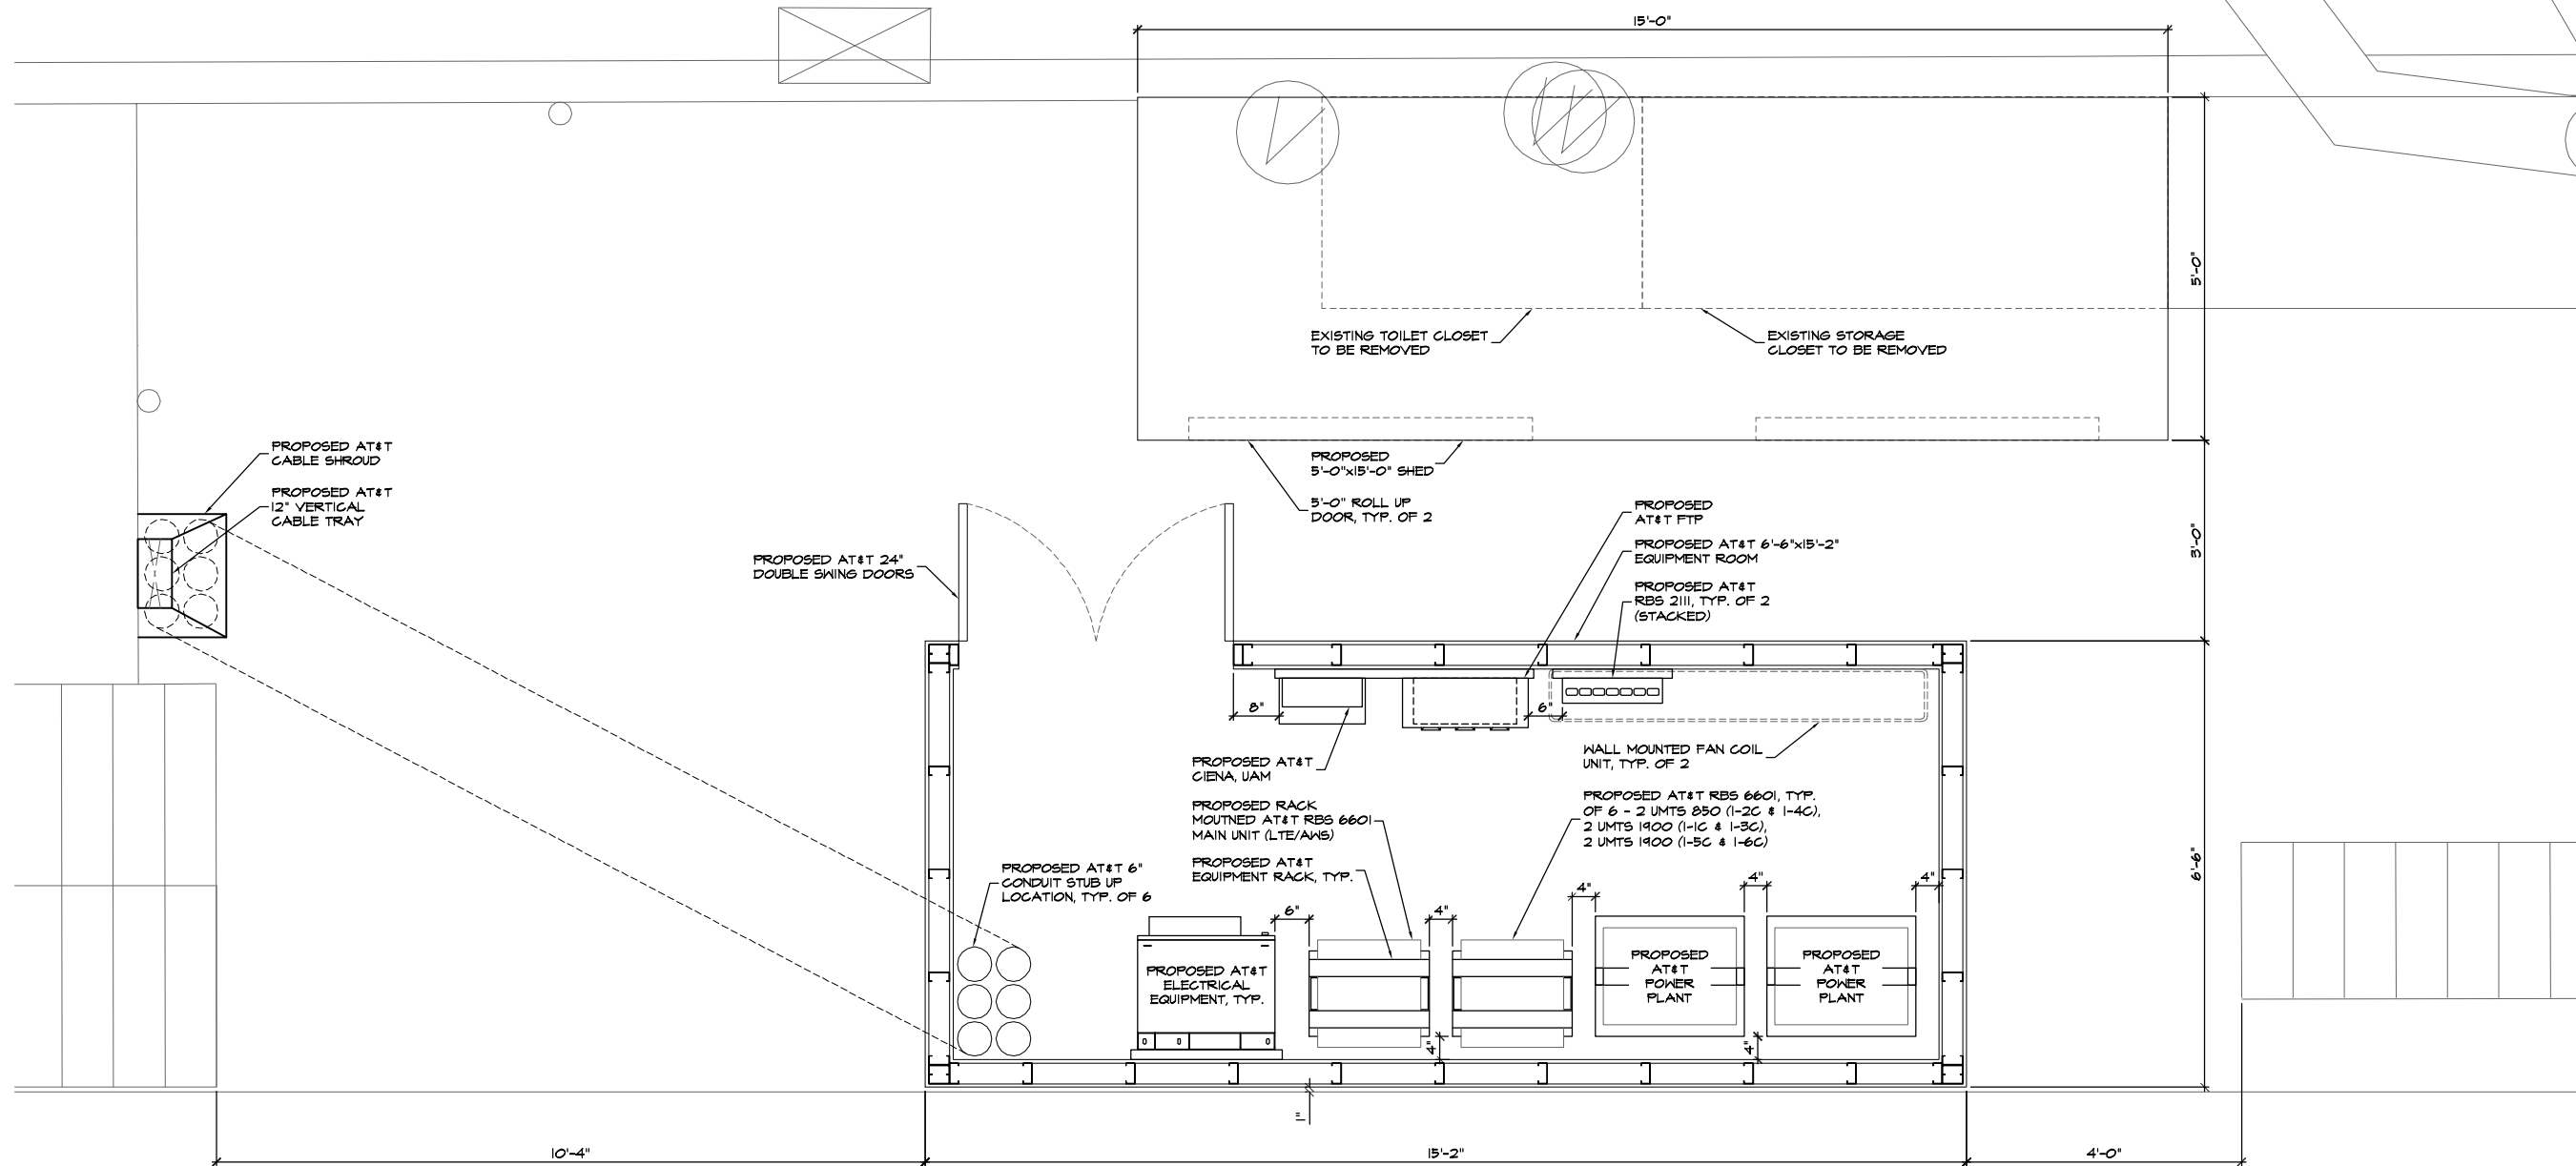 15'-0"
5'-0"
EXISTING TOILET CLOSET
TO BE REMOVED
EXISTING STORAGE
CLOSET TO BE REMOVED
PROPOSED AT&T
CABLE SHROUD
PROPOSED AT&T
12" VERTICAL
CABLE TRAY
PROPOSED
5'-0"x15'-0" SHED
5'-0" ROLL UP
DOOR, TYP. OF 2
PROPOSED
AT&T FTP
PROPOSED AT&T 6'-6"x15'-2"
EQUIPMENT ROOM
PROPOSED AT&T
RBS 2111, TYP. OF 2
(STACKED)
3'-0"
PROPOSED AT&T 24"
DOUBLE SWING DOORS
8"
6"
WALL MOUNTED FAN COIL
UNIT, TYP. OF 2
PROPOSED AT&T
CIENA, UAM
PROPOSED RACK
MOUTNED AT&T RBS 6601
MAIN UNIT (LTE/AWS)
PROPOSED AT&T
EQUIPMENT RACK, TYP.
PROPOSED AT&T RBS 6601, TYP.
OF 6 - 2 UMTS 850 (1-2C & 1-4C),
2 UMTS 1900 (1-1C & 1-3C),
2 UMTS 1900 (1-5C & 1-6C)
6'-6"
PROPOSED AT&T 6"
CONDUIT STUB UP
LOCATION, TYP. OF 6
6"
4"
4"
4"
4"
PROPOSED AT&T
ELECTRICAL
EQUIPMENT, TYP.
PROPOSED
AT&T
POWER
PLANT
PROPOSED
AT&T
POWER
PLANT
4"
4"
1"
10'-4"
15'-2"
4'-0"